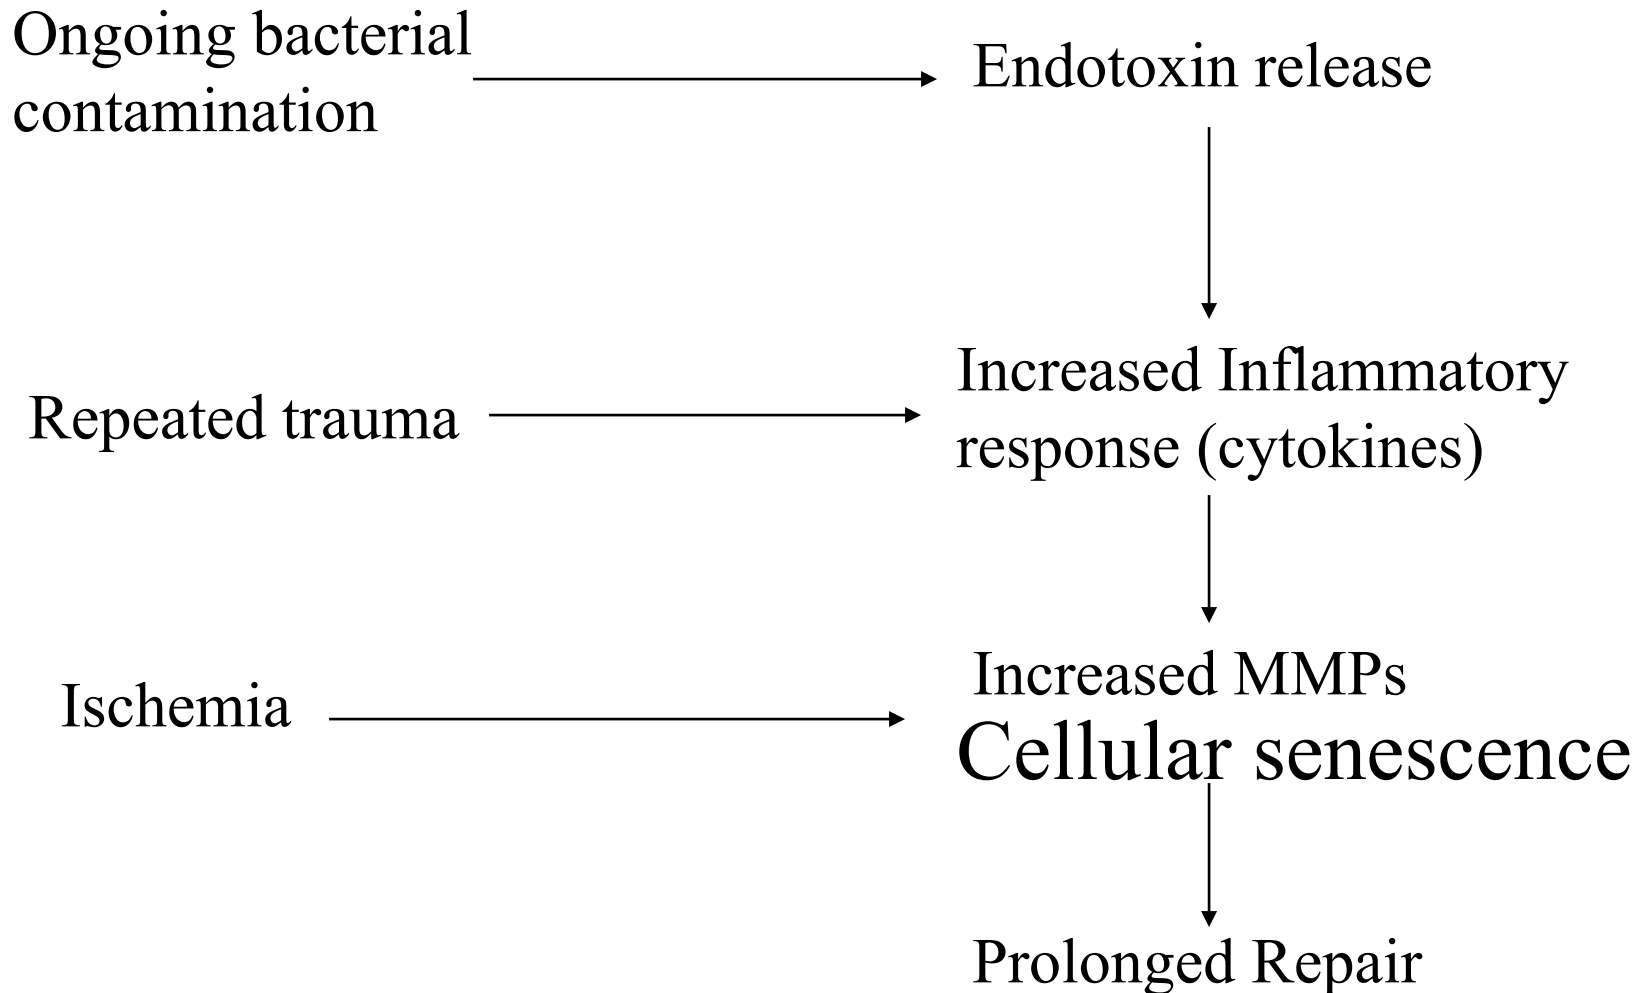 Ongoing bacterial
contamination
Endotoxin release
Repeated trauma
Increased Inflammatory
response (cytokines)
Ischemia
Increased MMPs
Cellular senescence
Prolonged Repair